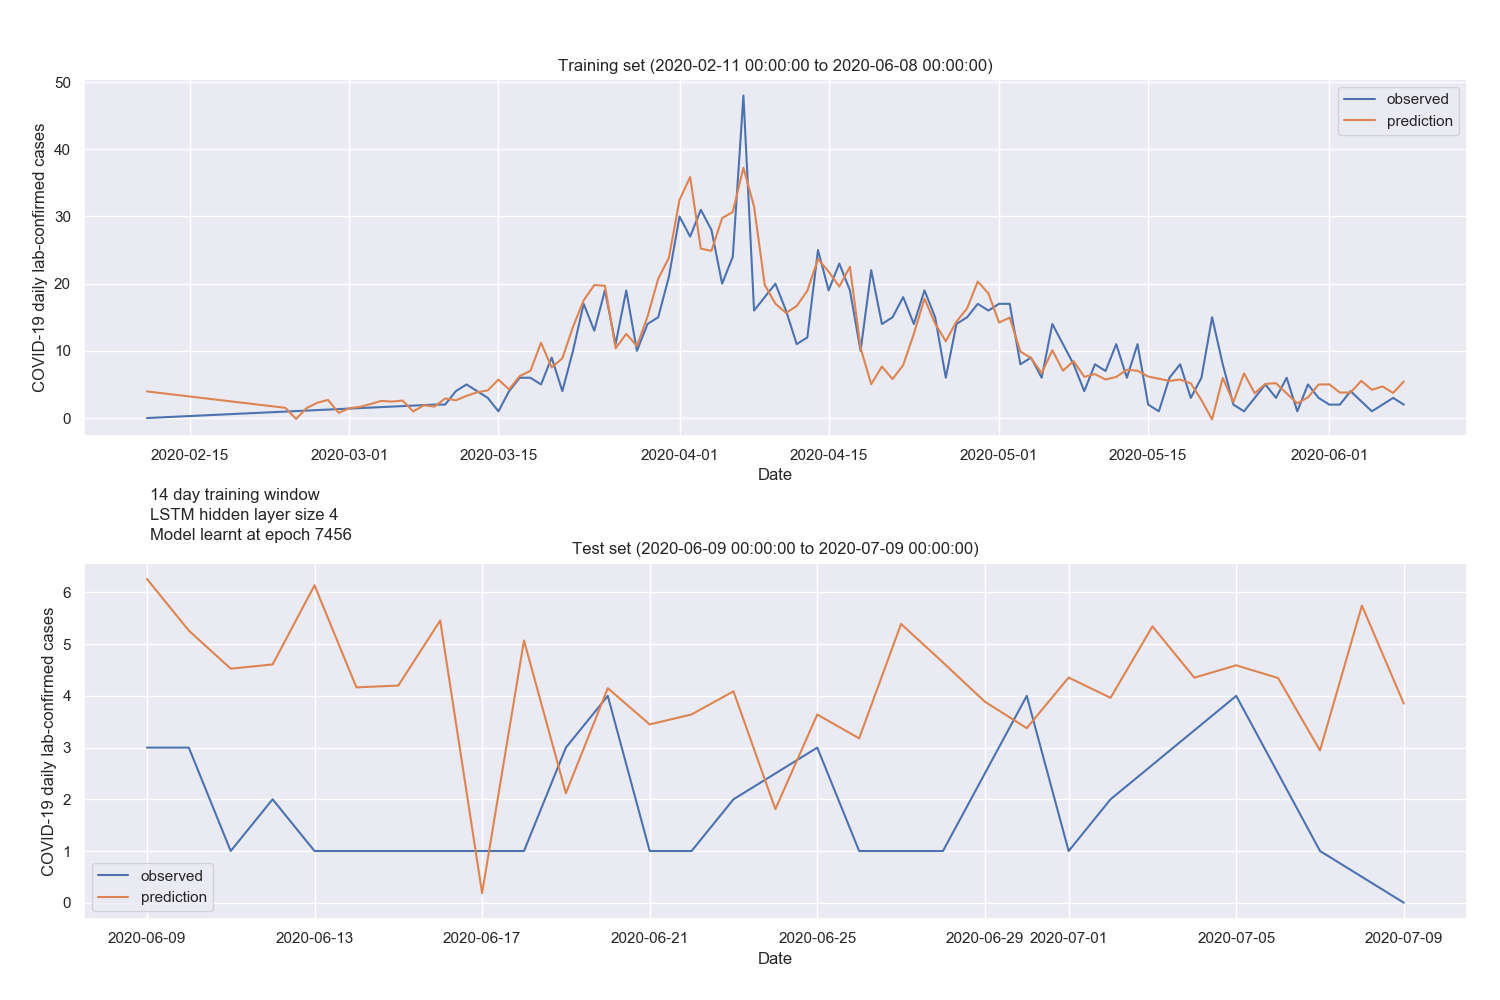 Training set (2020-02-11 00:00:00 to 2020-06-08 00:00:00)
50
40
30
20
10
0
COVID-19 daily lab-confirmed cases
observed
prediction
2020-02-15 2020-03-01 2020-03-15 2020-04-01 2020-04-15 2020-05-01 2020-05-15 2020-06-01
Date
14 day training window
LSTM hidden layer size 4
Model learnt at epoch 7456
Test set (2020-06-09 00:00:00 to 2020-07-09 00:00:00)
6
5
4
3
2
1
0
COVID-19 daily lab-confirmed cases
observed
prediction
2020-06-09 2020-06-13 2020-06-17 2020-06-21 2020-06-25 2020-06-29 2020-07-01 2020-07-05 2020-07-09
Date